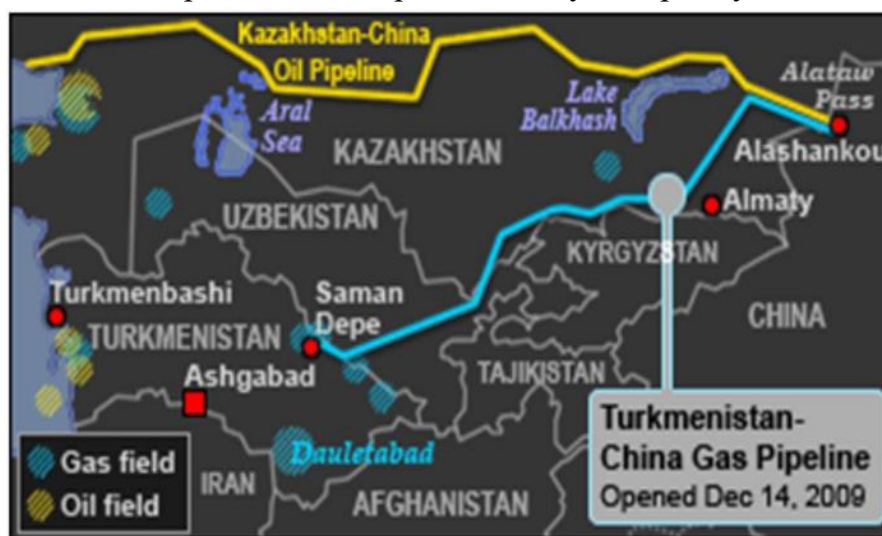 Kazakhstan-China
Oil Pipeline
Alataw
Pass
Lake
Balkhash
Aral
Sea
KAZAKHSTAN
Alashankou
Almaty
UZBEKISTAN
KYRGYZSTAN
Turkmenbashi
Saman
Depe
CHINA
TURKMENISTAN
TAJIKISTAN
Ashgabad
Turkmenistan-
China Gas Pipeline
Opened Dec 14, 2009
Dauletabad
Gas field
Oil field
IRAN
AFGHANISTAN